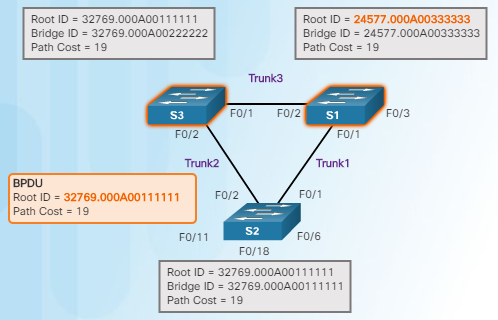 Root ID = 32769.000A00111111
Bridge ID = 32769.000A00222222
Path Cost = 19
Root ID = 24577.000A00333333
Bridge ID = 24577.000A00333333
Path Cost = 19
Trunk3
S3
F0/1
F0/2
S1
F0/3
F0/2
F0/1
Trunk2
Trunk1
BPDU
Root ID = 32769.000A00111111
Path Cost = 19
F0/2
F0/1
S2
F0/11
F0/6
F0/18
Root ID = 32769.000A00111111
Bridge ID = 32769.000A00111111
Path Cost = 19